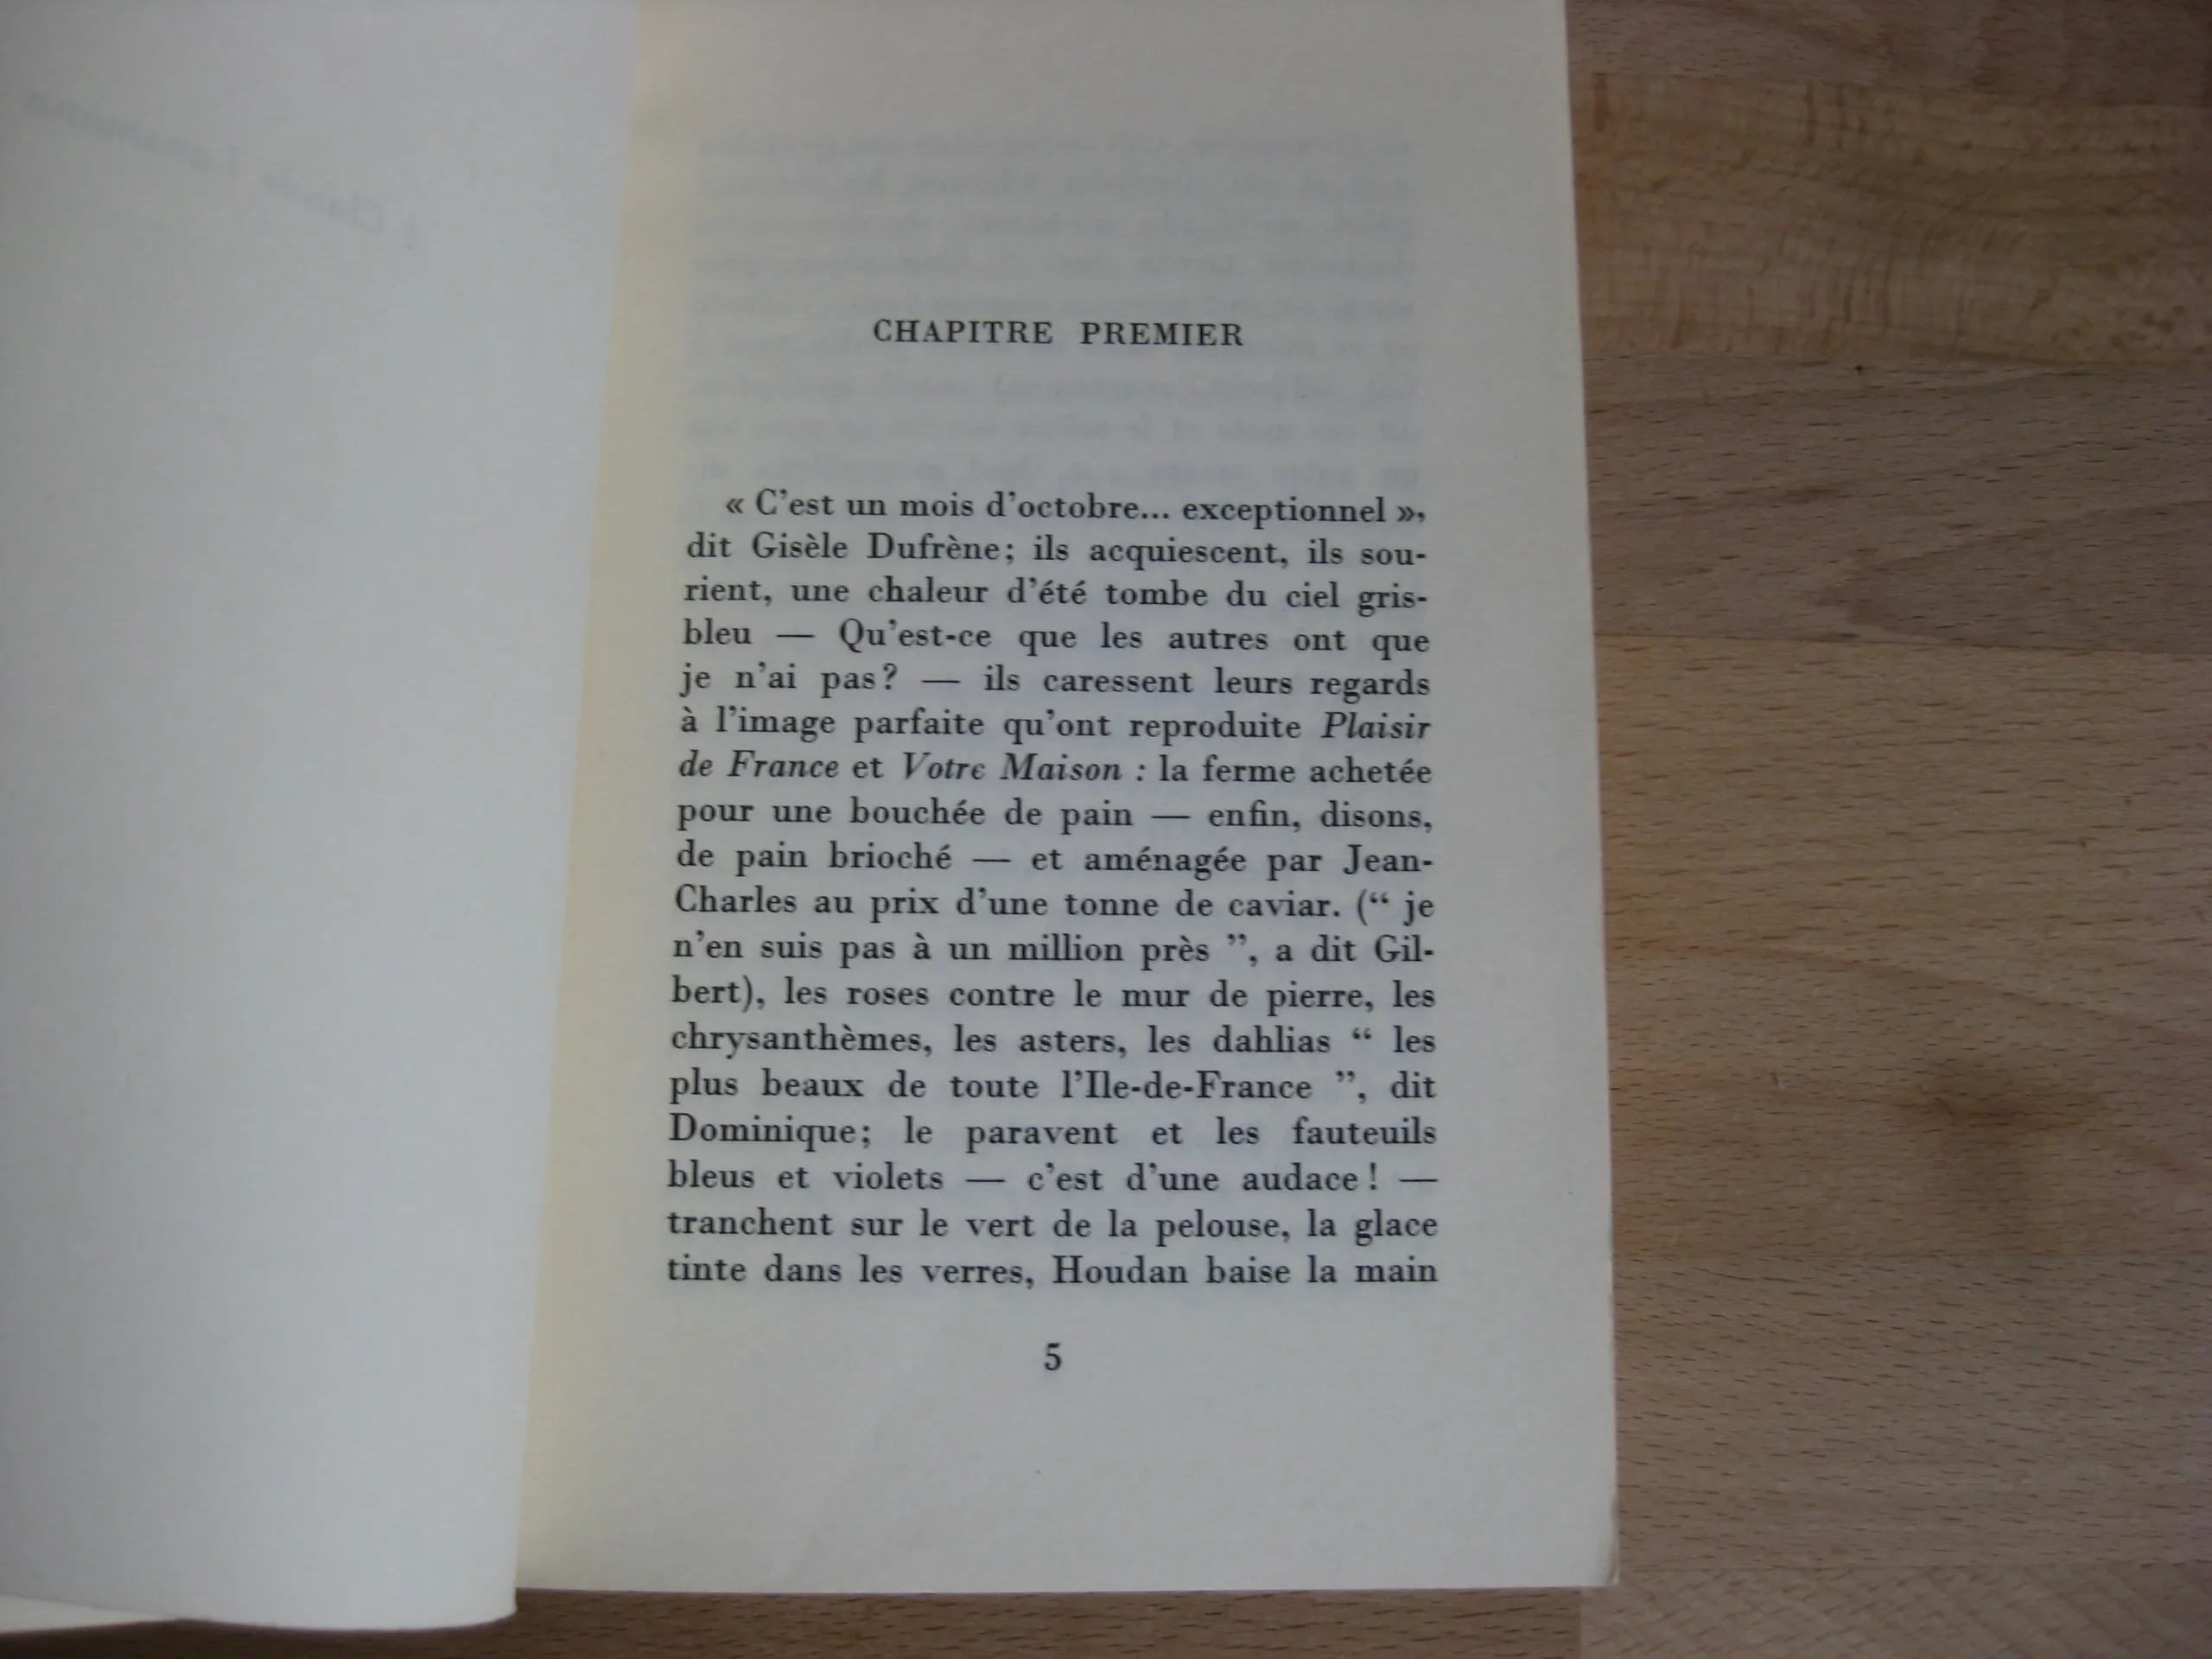 CHAPITRE PREMIER
« C'est un mois d'octobre... exceptionnel »,
dit Gisèle Dufrène; ils acquiescent, ils sou-
rient, une chaleur d'été tombe du ciel gris-
bleu — Qu'est-ce que les autres ont que
je n'ai pas? — ils caressent leurs regards
à l'image parfaite qu'ont reproduite Plaisir
de France et Votre Maison : la ferme achetée
pour une bouchée de pain — enfin, disons,
de pain brioché — et aménagée par Jean-
Charles au prix d'une tonne de caviar. (“ je
n'en suis pas à un million près ”, a dit Gil-
bert), les roses contre le mur de pierre, les
chrysanthèmes, les asters, les dahlias “ les
plus beaux de toute l'Ile-de-France ”, dit
Dominique; le paravent et les fauteuils
bleus et violets — c'est d'une audace ! —
tranchent sur le vert de la pelouse, la glace
tinte dans les verres, Houdan baise la main
5